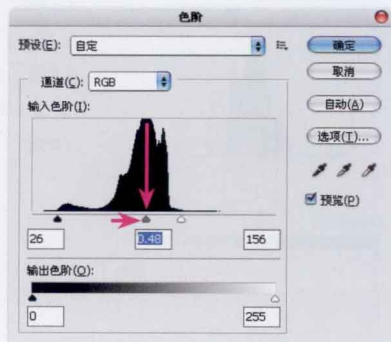 色阶
预设(E): 自定
确定
通道(C): RGB
取消
输入色阶(I):
自动(A)
选项(T)...
预览(P)
26 0.48 156
输出色阶(O):
0 255